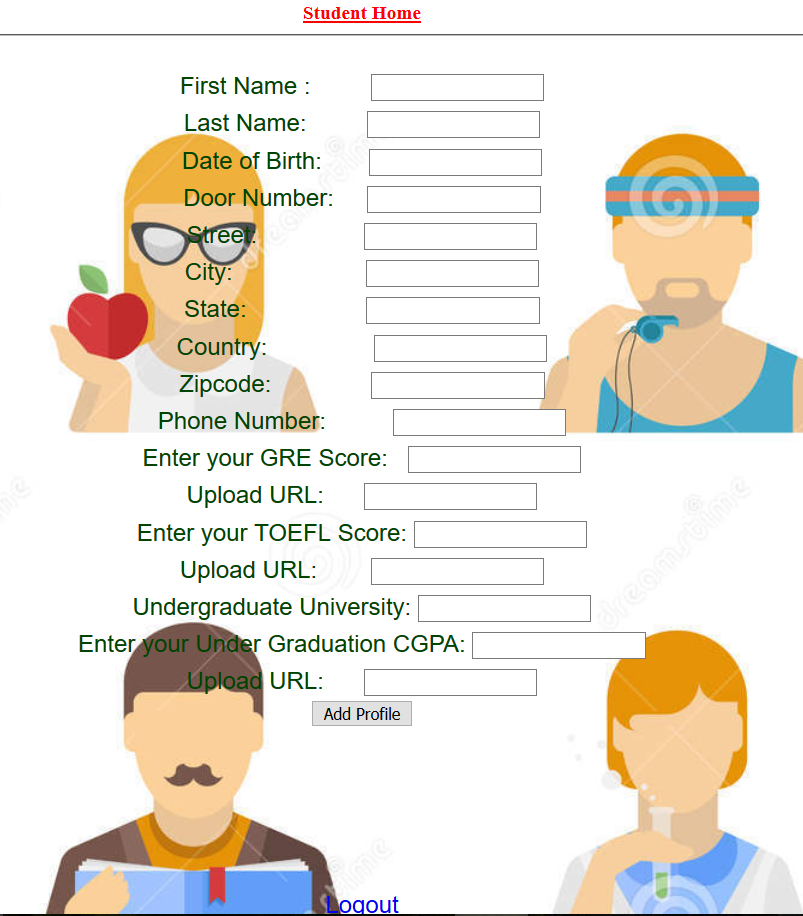 Student Home
First Name :
Last Name:
Date of Birth:
Door Number:
Street:
City:
State:
Country:
Zipcode:
Phone Number:
Enter your GRE Score:
Upload URL:
Enter your TOEFL Score:
Upload URL:
Undergraduate University:
Enter your Under Graduation CGPA:
Upload URL:
Add Profile
Logout
dreamstime